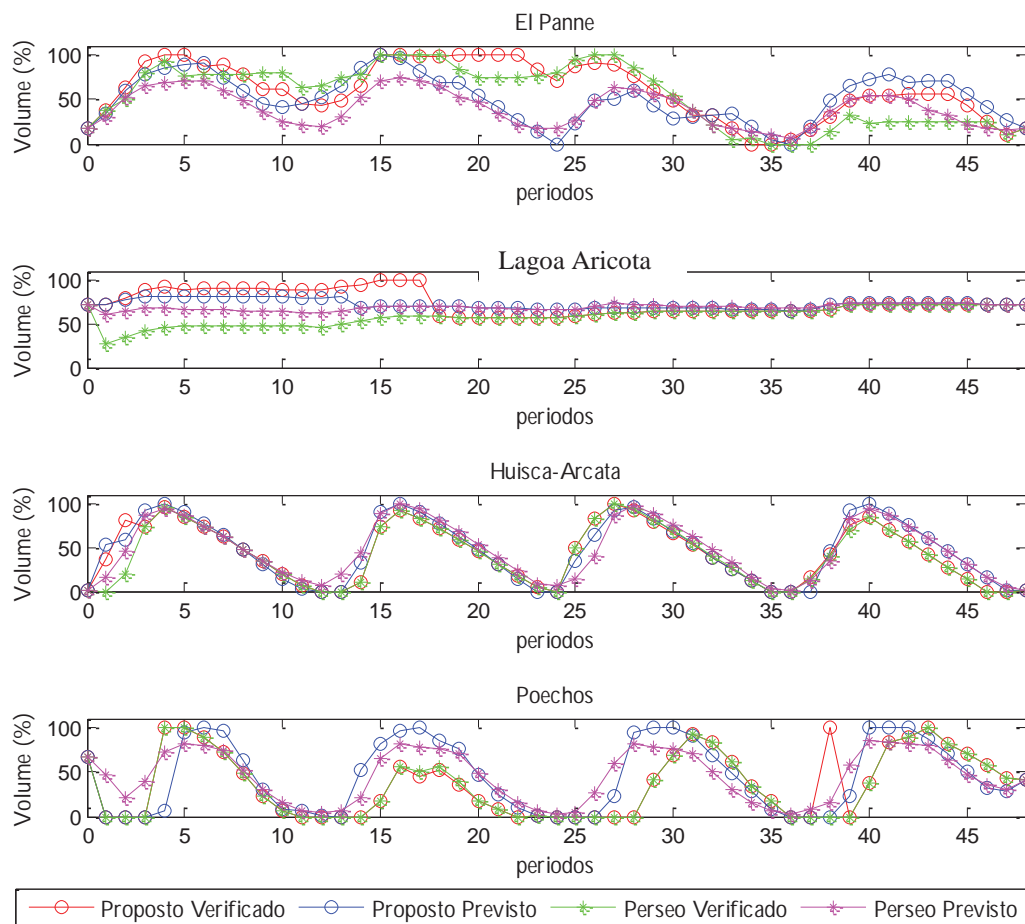 El Panne
Volume (%)
100
50
0
0 5 10 15 20 25 30 35 40 45
periodos
Lagoa Aricota
Volume (%)
100
50
0
0 5 10 15 20 25 30 35 40 45
periodos
Huisca-Arcata
Volume (%)
100
50
0
0 5 10 15 20 25 30 35 40 45
periodos
Poechos
Volume (%)
100
50
0
0 5 10 15 20 25 30 35 40 45
periodos
Proposto Verificado Proposto Previsto Perseo Verificado Perseo Previsto